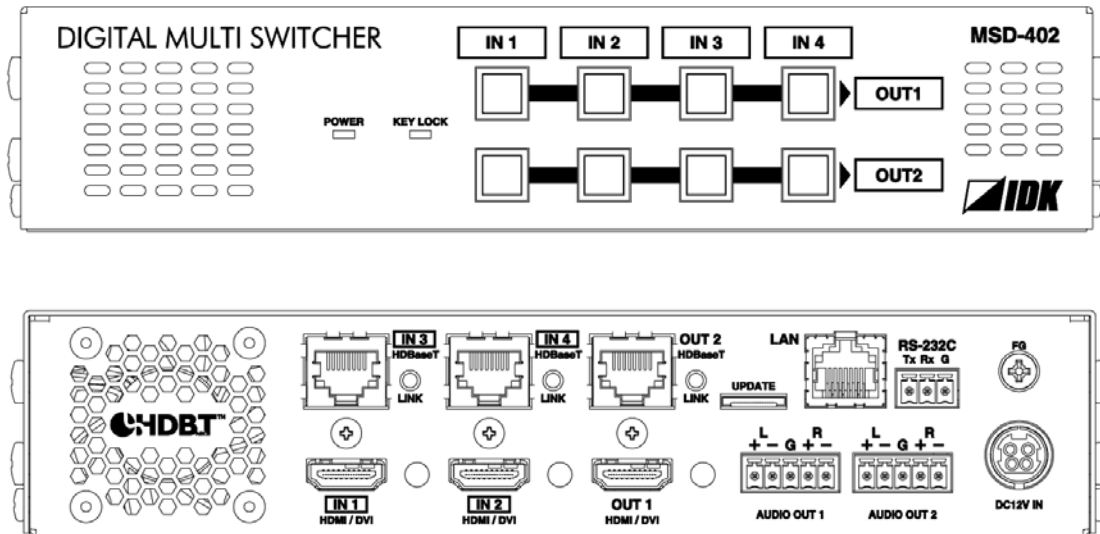 DIGITAL MULTI SWITCHER
IN 1 IN 2 IN 3 IN 4
MSD-402
OUT1
POWER KEY LOCK
OUT2
IDK
IN 3
HDBaseT
LINK
IN 4
HDBaseT
LINK
OUT 2
HDBaseT
LINK
UPDATE
LAN
RS-232C
Tx Rx G
FG
HDBT™
IN 1
HDMI / DVI
IN 2
HDMI / DVI
OUT 1
HDMI / DVI
L R
+ − G + −
AUDIO OUT 1
L R
+ − G + −
AUDIO OUT 2
DC12V IN